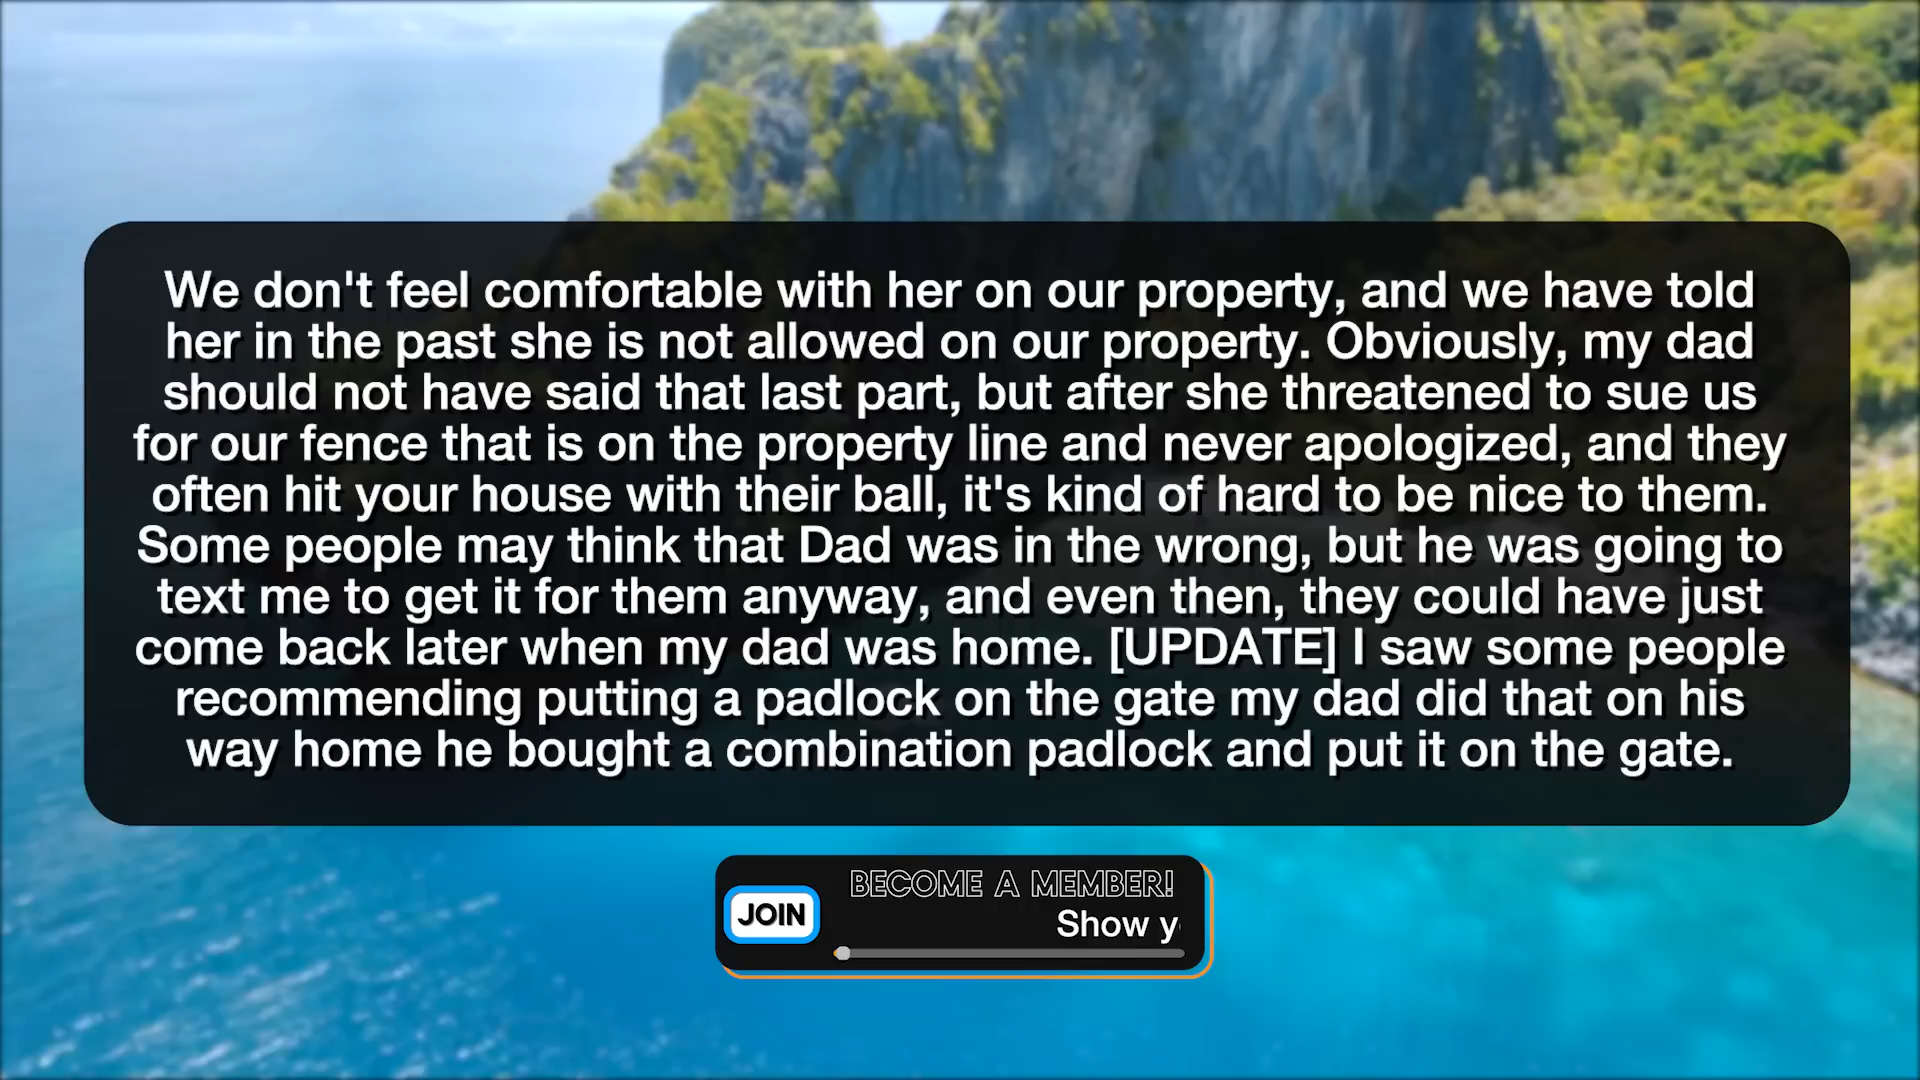 We don't feel comfortable with her on our property, and we have told
her in the past she is not allowed on our property. Obviously, my dad
should not have said that last part, but after she threatened to sue us
for our fence that is on the property line and never apologized, and they
often hit your house with their ball, it's kind of hard to be nice to them.
Some people may think that Dad was in the wrong, but he was going to
text me to get it for them anyway, and even then, they could have just
come back later when my dad was home. [UPDATE] I saw some people
recommending putting a padlock on the gate my dad did that on his
way home he bought a combination padlock and put it on the gate.
BECOME A MEMBER!
JOIN
Show y